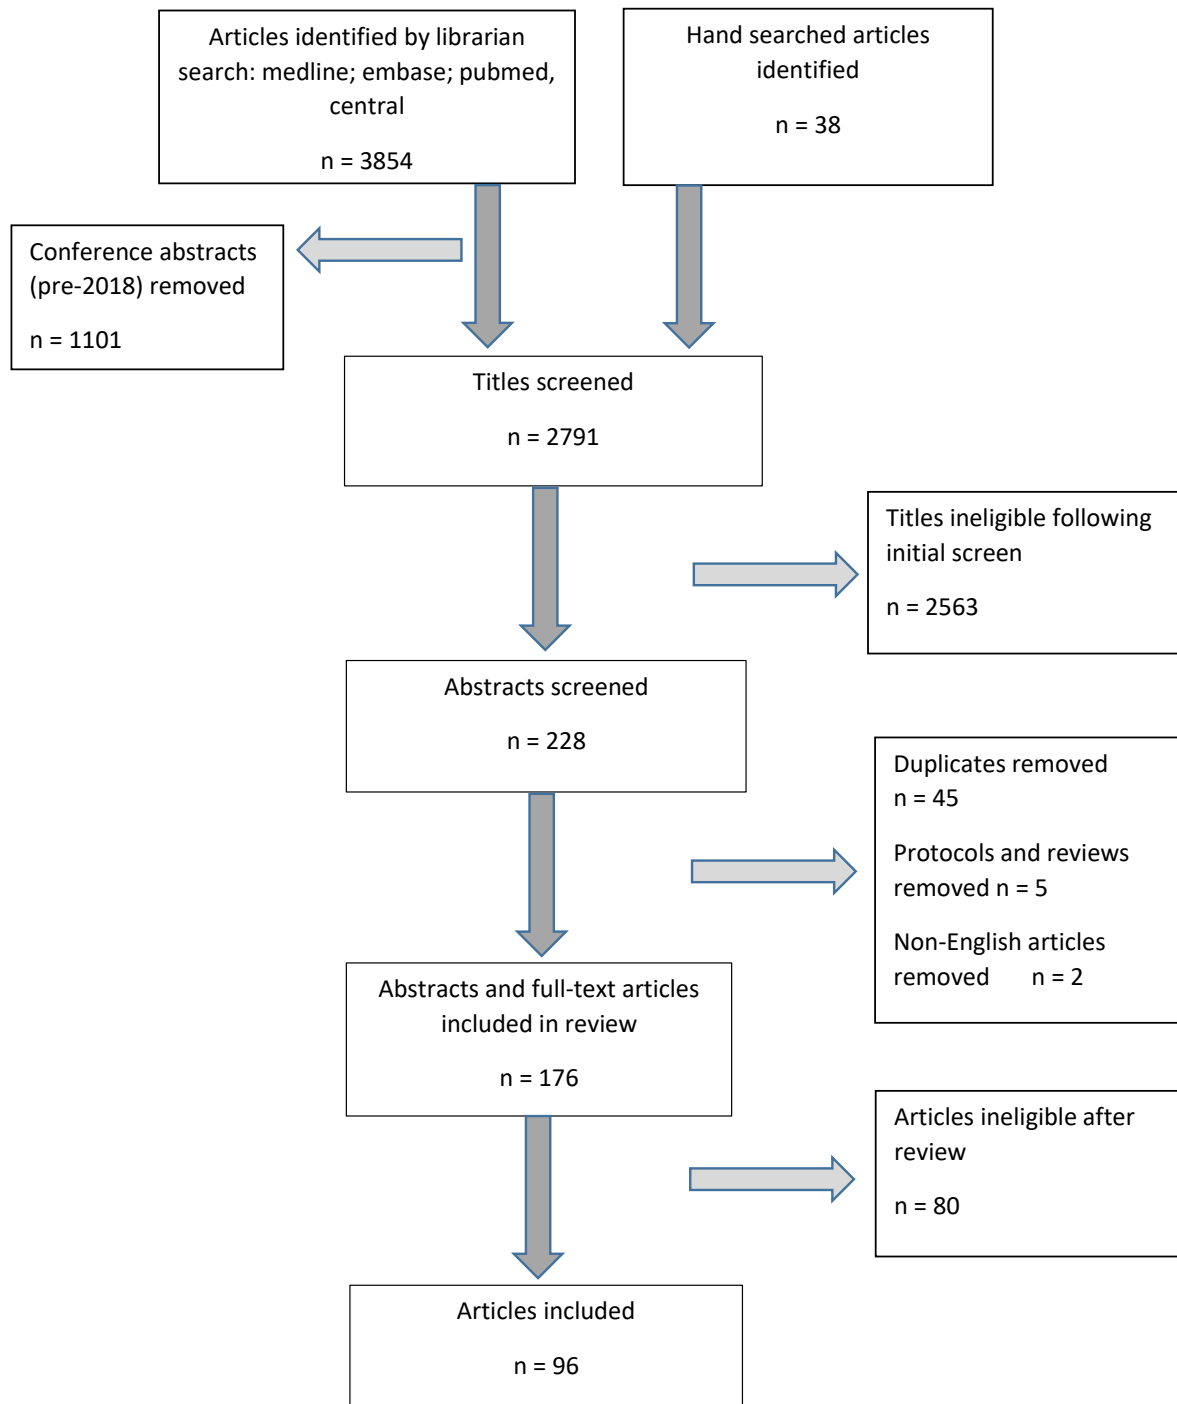 Articles identified by librarian
search: medline; embase; pubmed,
central
n = 3854
Hand searched articles
identified
n = 38
Conference abstracts
(pre-2018) removed
n = 1101
Titles screened
n = 2791
Titles ineligible following
initial screen
n = 2563
Abstracts screened
n = 228
Duplicates removed
n = 45
Protocols and reviews
removed n = 5
Non-English articles
removed n = 2
Abstracts and full-text articles
included in review
n = 176
Articles ineligible after
review
n = 80
Articles included
n = 96